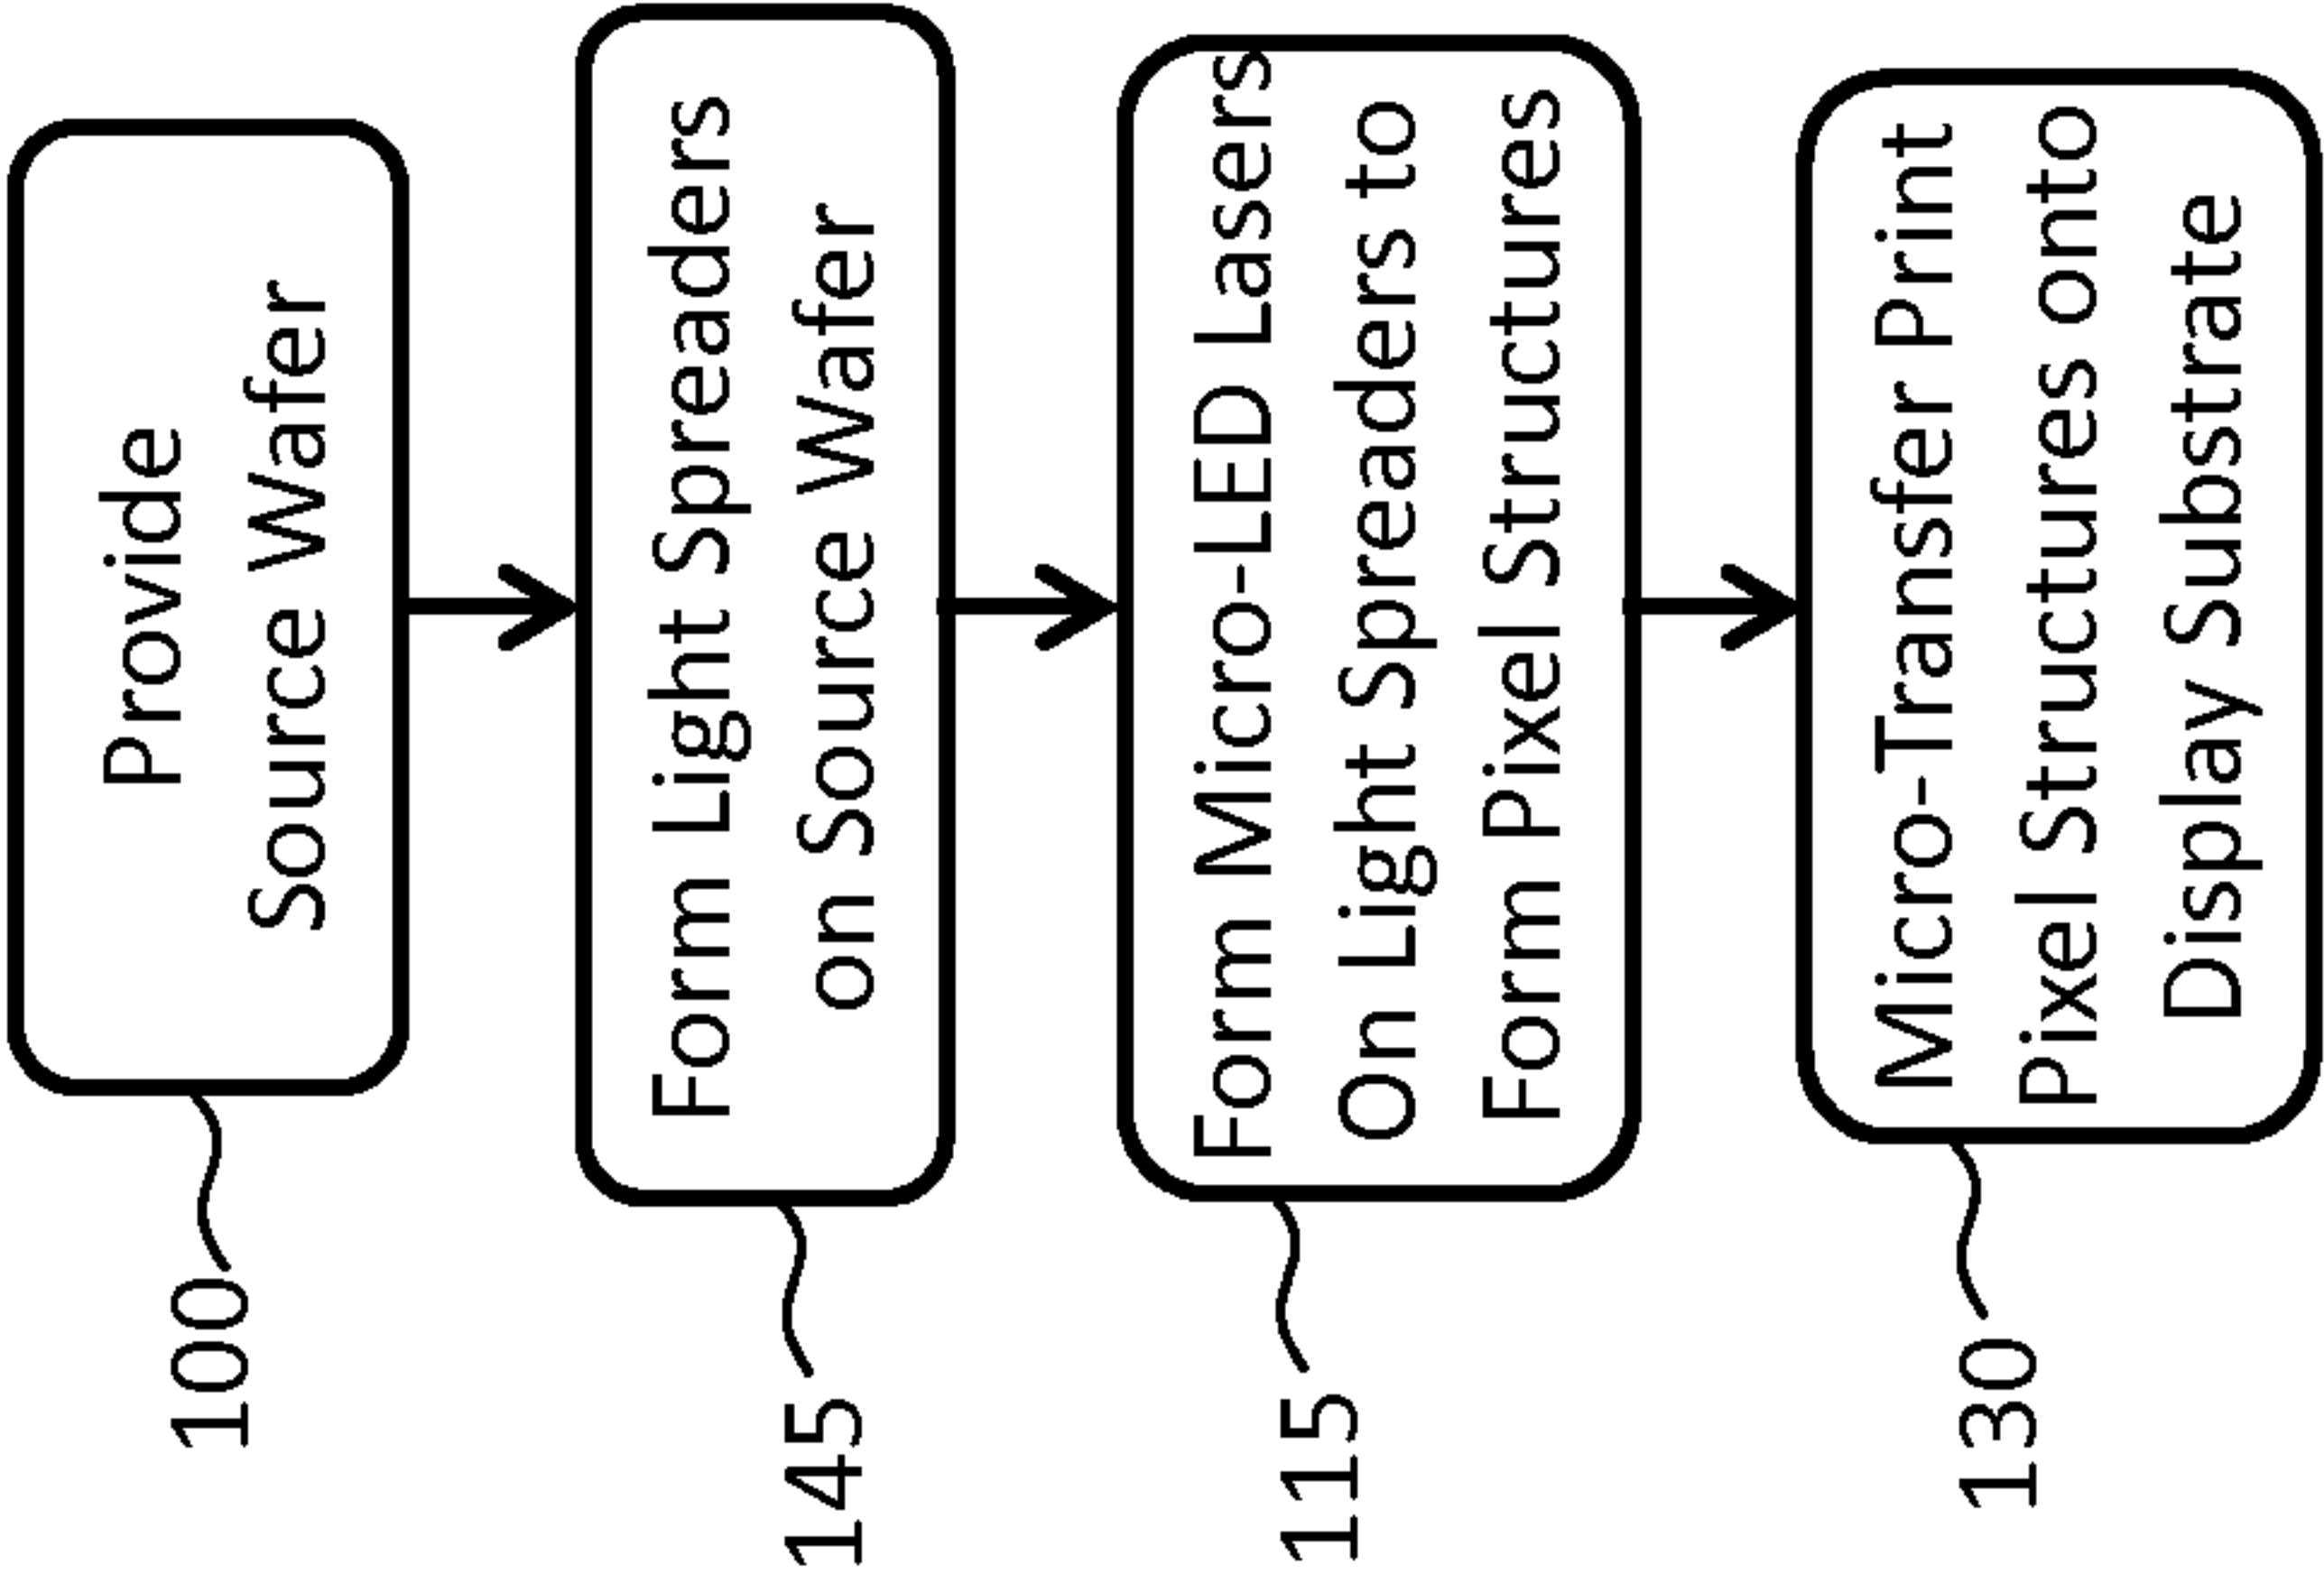 100
Provide
Source Wafer
145
Form Light Spreaders
on Source Wafer
115
Form Micro-LED Lasers
On Light Spreaders to
Form Pixel Structures
130
Micro-Transfer Print
Pixel Structures onto
Display Substrate